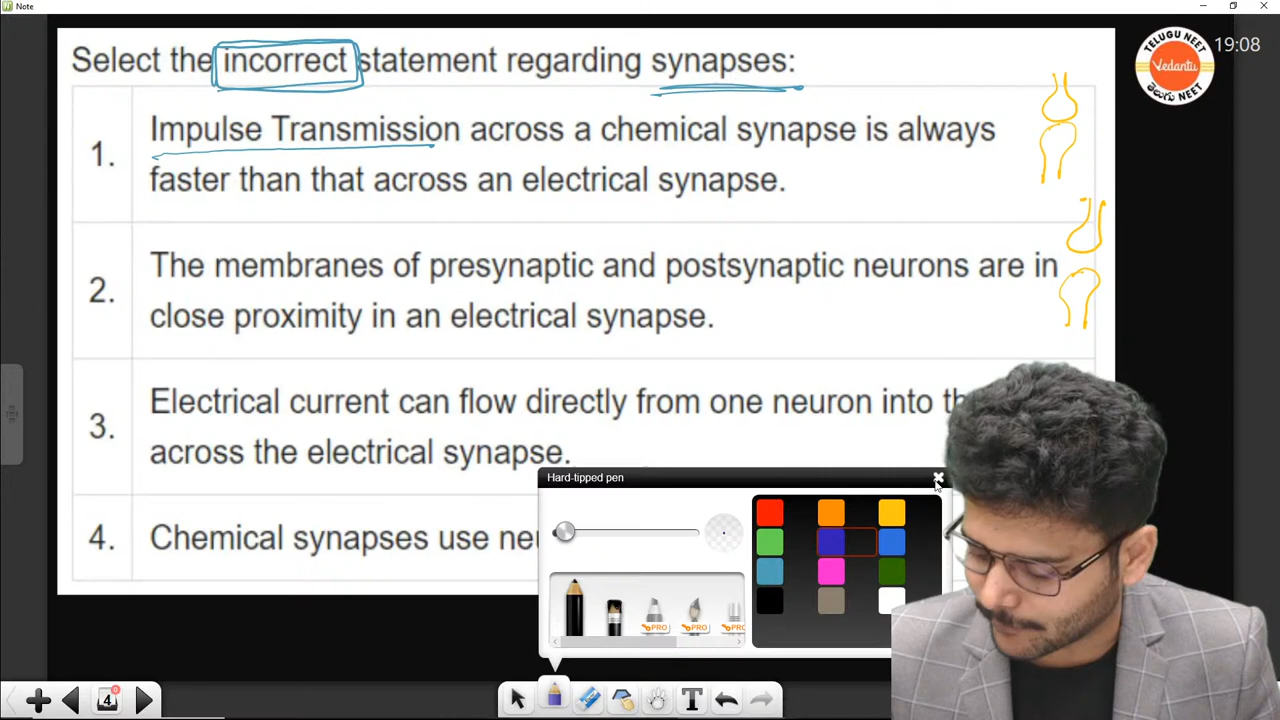 Note
Select the incorrect statement regarding synapses:
TELUGU NEET
Vedantu
తెలుగు NEET
19:08
1. Impulse Transmission across a chemical synapse is always
faster than that across an electrical synapse.
2. The membranes of presynaptic and postsynaptic neurons are in
close proximity in an electrical synapse.
3. Electrical current can flow directly from one neuron into
across the electrical synapse.
Hard-tipped pen
4. Chemical synapses use
PRO
PRO
PRO
4
0
T